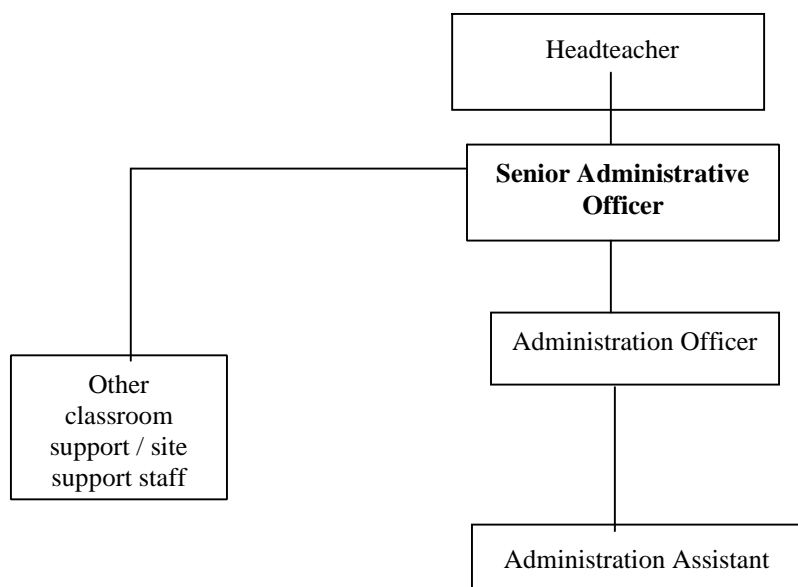 Headteacher
Senior Administrative
Officer
Administration Officer
Other
classroom
support / site
support staff
Administration Assistant